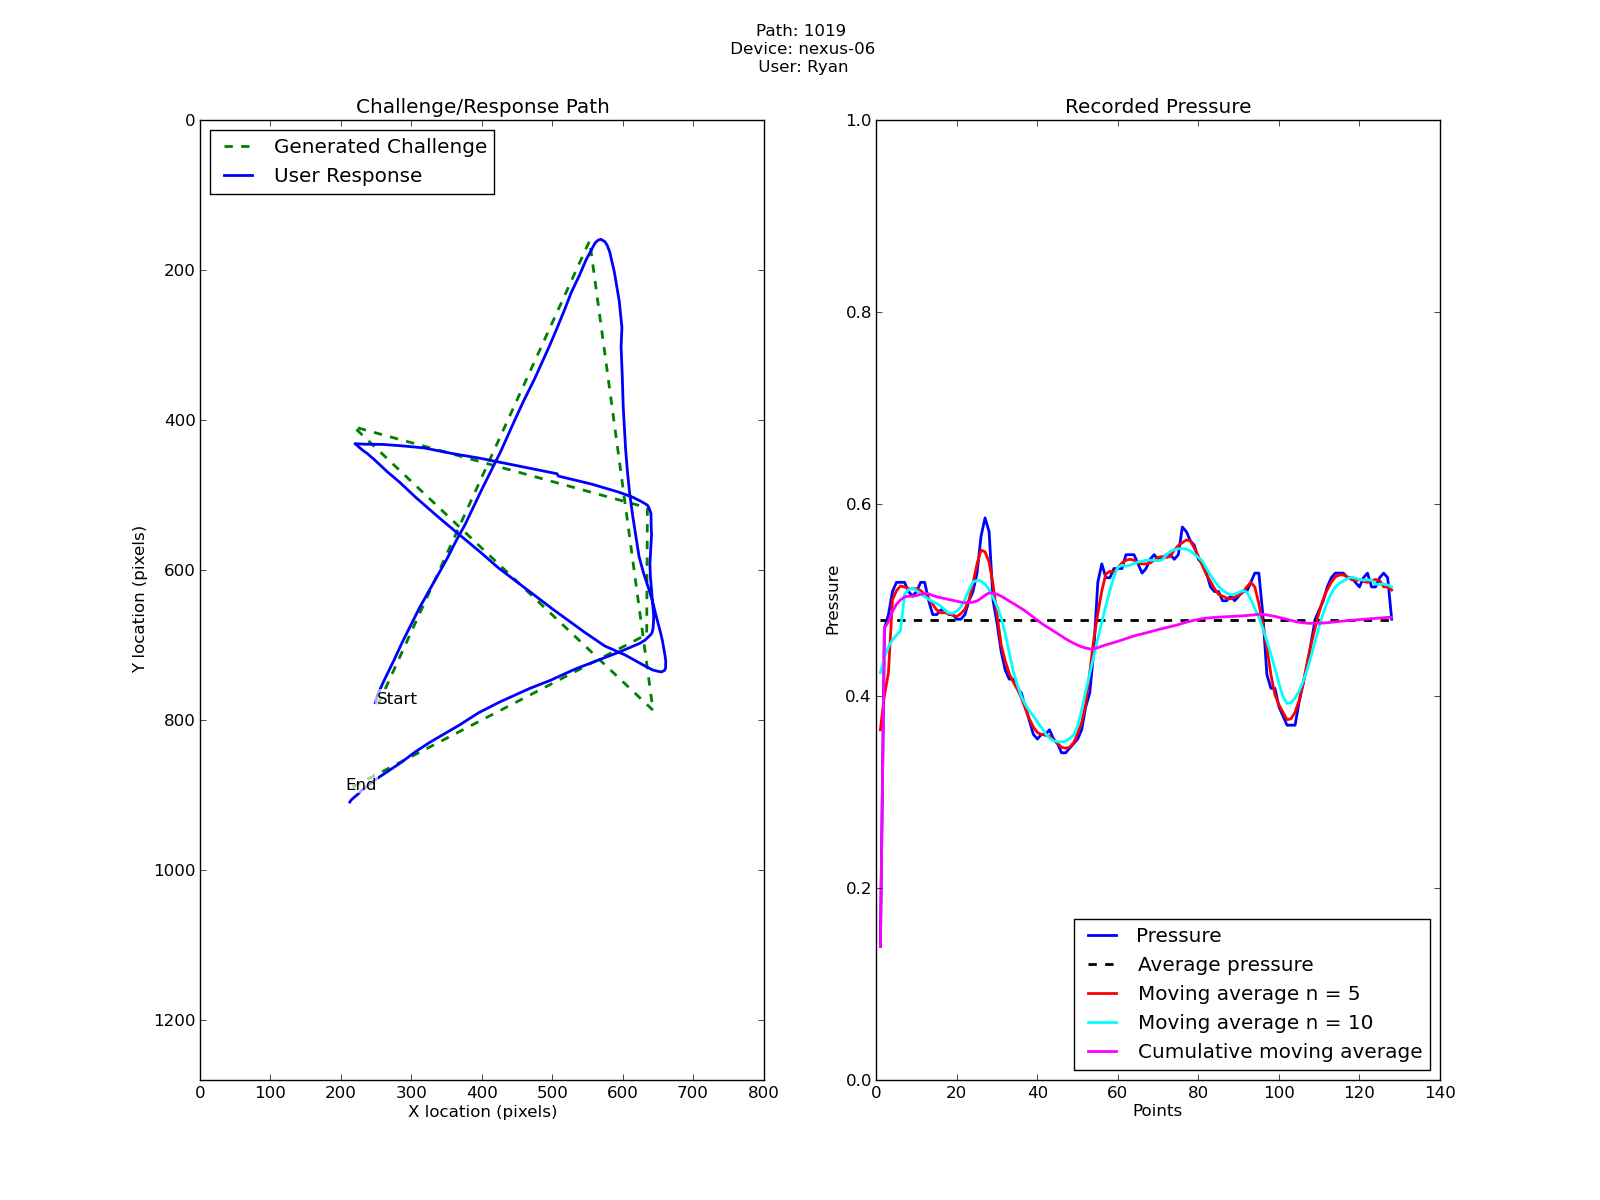 Path: 1019
Device: nexus-06
User: Ryan
Challenge/Response Path
Generated Challenge
User Response
0
200
400
600
800
1000
1200
Y location (pixels)
Start
End
0 100 200 300 400 500 600 700 800
X location (pixels)
Recorded Pressure
1.0
0.8
0.6
0.4
0.2
0.0
Pressure
Pressure
Average pressure
Moving average n = 5
Moving average n = 10
Cumulative moving average
0 20 40 60 80 100 120 140
Points